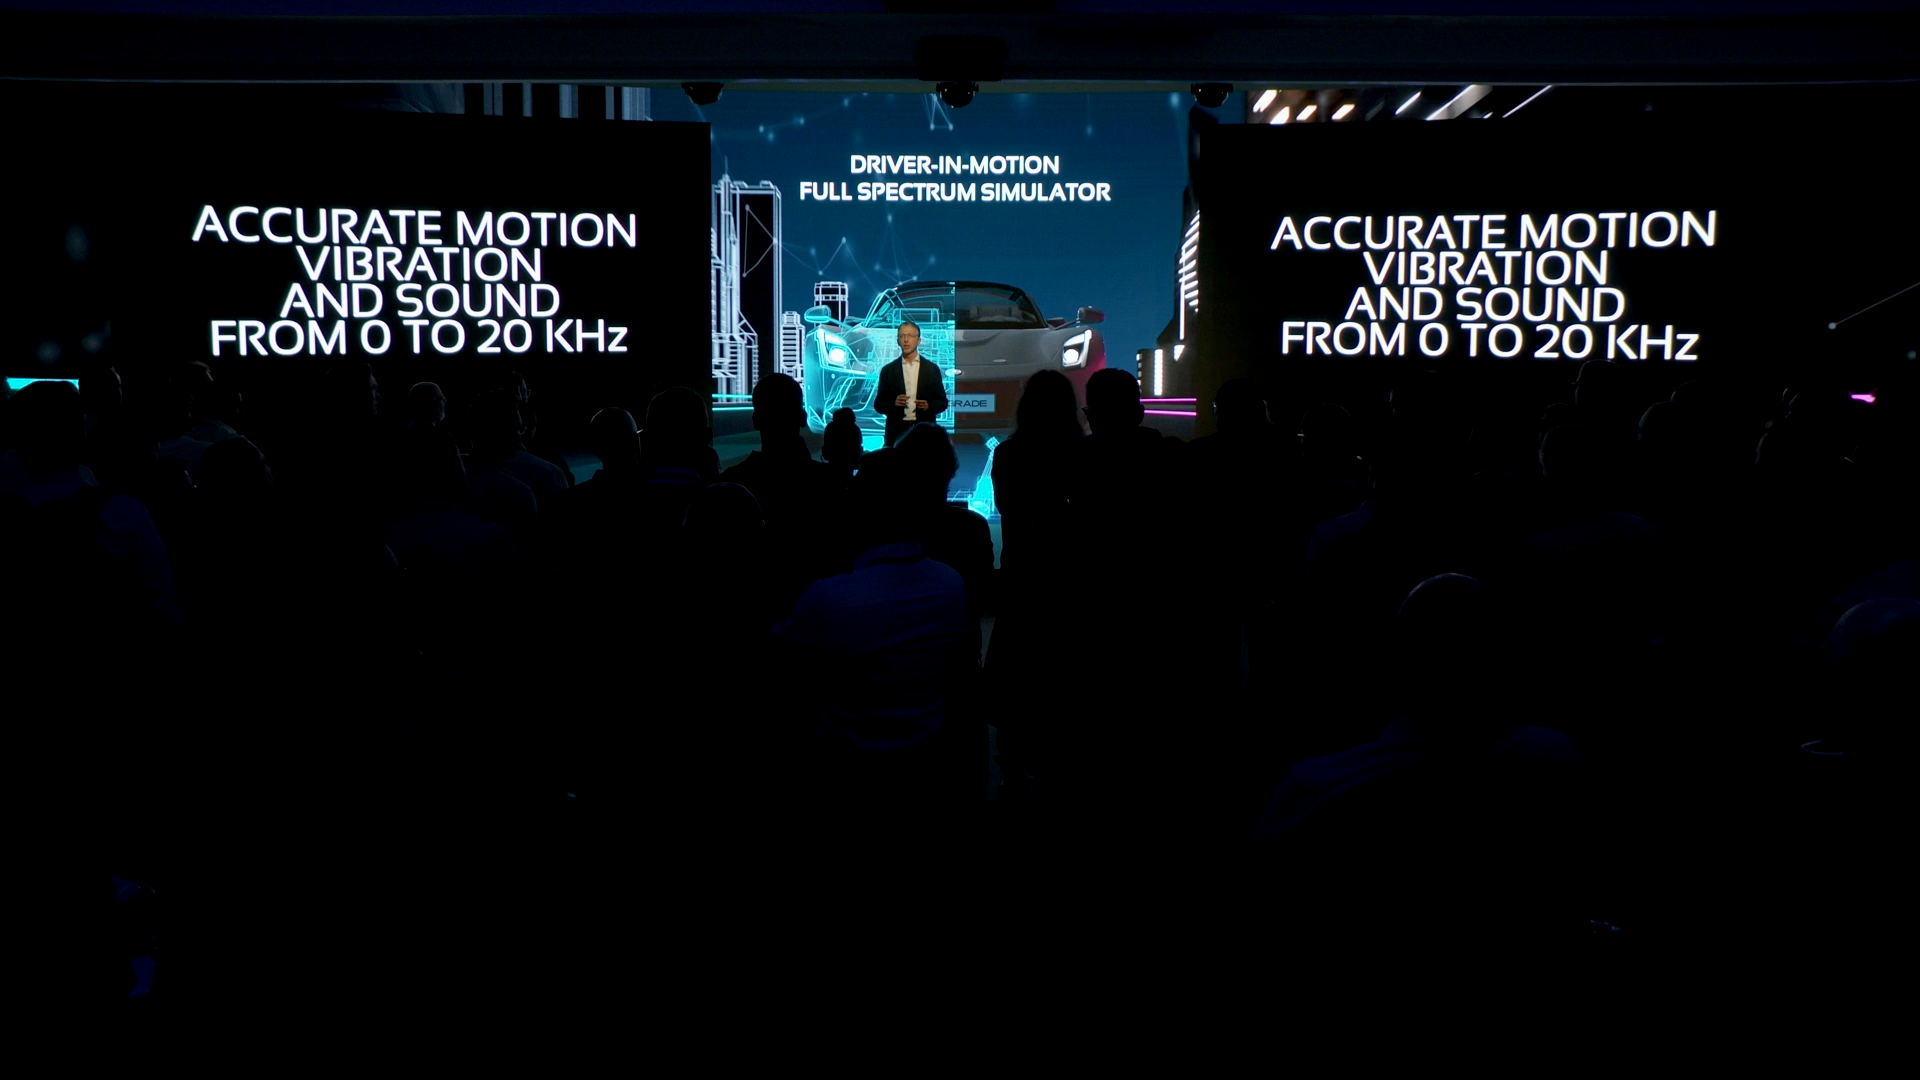 ACCURATE MOTION
VIBRATION
AND SOUND
FROM 0 TO 20 KHz
DRIVER-IN-MOTION
FULL SPECTRUM SIMULATOR
ACCURATE MOTION
VIBRATION
AND SOUND
FROM 0 TO 20 KHz